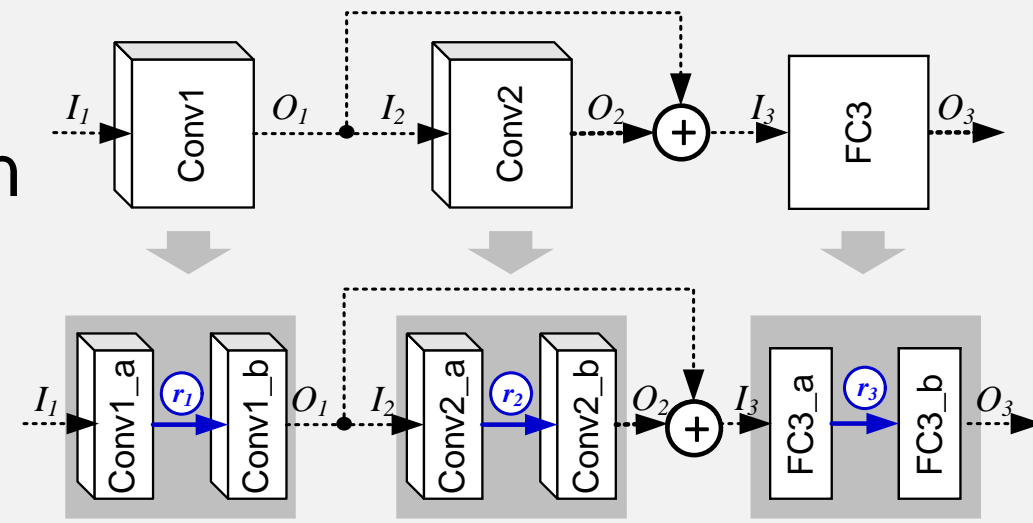 I₁ Conv1 O₁ I₂ Conv2 O₂ + I₃ FC3 O₃
n
I₁ Conv1_a r₁ Conv1_b O₁ I₂ Conv2_a r₂ Conv2_b O₂ + I₃ FC3_a r₃ FC3_b O₃